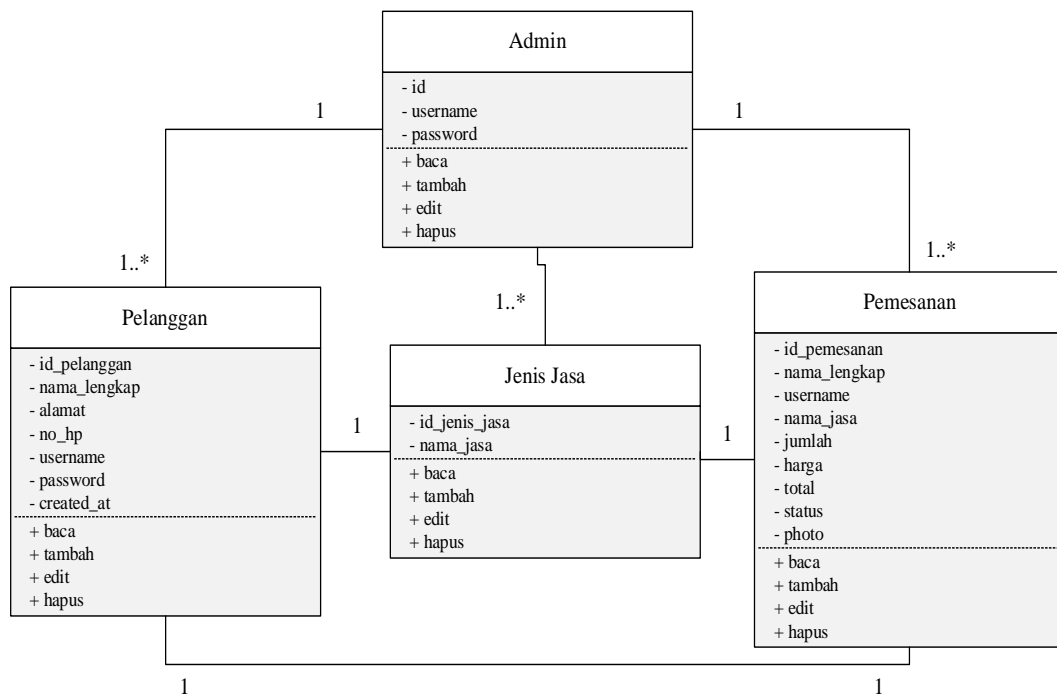 Admin
- id
- username
- password
+ baca
+ tambah
+ edit
+ hapus
1
1
1..*
1..*
1..*
Pelanggan
- id_pelanggan
- nama_lengkap
- alamat
- no_hp
- username
- password
- created_at
+ baca
+ tambah
+ edit
+ hapus
1
Jenis Jasa
- id_jenis_jasa
- nama_jasa
+ baca
+ tambah
+ edit
+ hapus
1
Pemesanan
- id_pemesanan
- nama_lengkap
- username
- nama_jasa
- jumlah
- harga
- total
- status
- photo
+ baca
+ tambah
+ edit
+ hapus
1
1